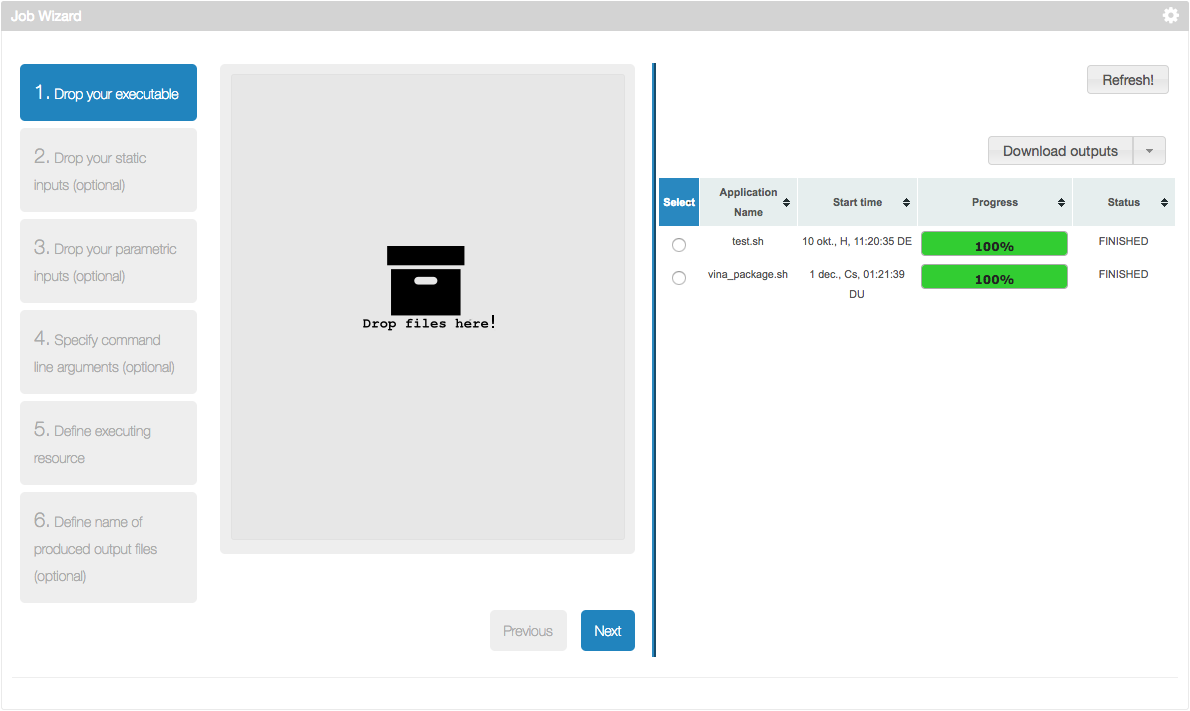 Job Wizard
1. Drop your executable
2. Drop your static
inputs (optional)
3. Drop your parametric
inputs (optional)
4. Specify command
line arguments (optional)
5. Define executing
resource
6. Define name of
produced output files
(optional)
Drop files here!
Previous
Next
Refresh!
Download outputs
Select
Application
Name
Start time
Progress
Status
test.sh
10 okt., H, 11:20:35 DE
100%
FINISHED
vina_package.sh
1 dec., Cs, 01:21:39
DU
100%
FINISHED